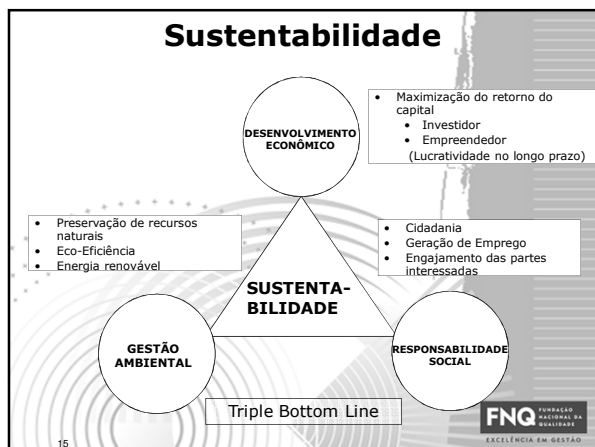 Sustentabilidade
DESENVOLVIMENTO
ECONÔMICO
• Maximização do retorno do
capital
• Investidor
• Empreendedor
(Lucratividade no longo prazo)
• Preservação de recursos
naturais
• Eco-Eficiência
• Energia renovável
• Cidadania
• Geração de Emprego
• Engajamento das partes
interessadas
SUSTENTA-
BILIDADE
GESTÃO
AMBIENTAL
RESPONSABILIDADE
SOCIAL
Triple Bottom Line
FNQ
FUNDAÇÃO
NACIONAL DA
QUALIDADE
EXCELÊNCIA EM GESTÃO
15